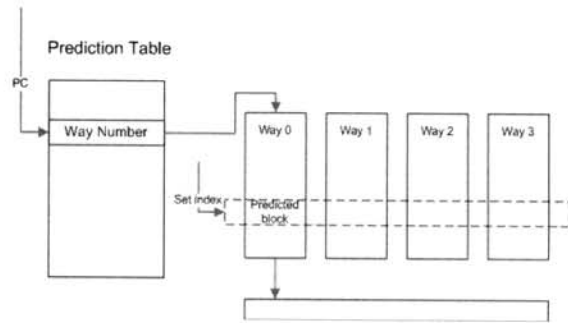 Prediction Table
PC
Way Number
Way 0
Way 1
Way 2
Way 3
Set index
Predicted
block